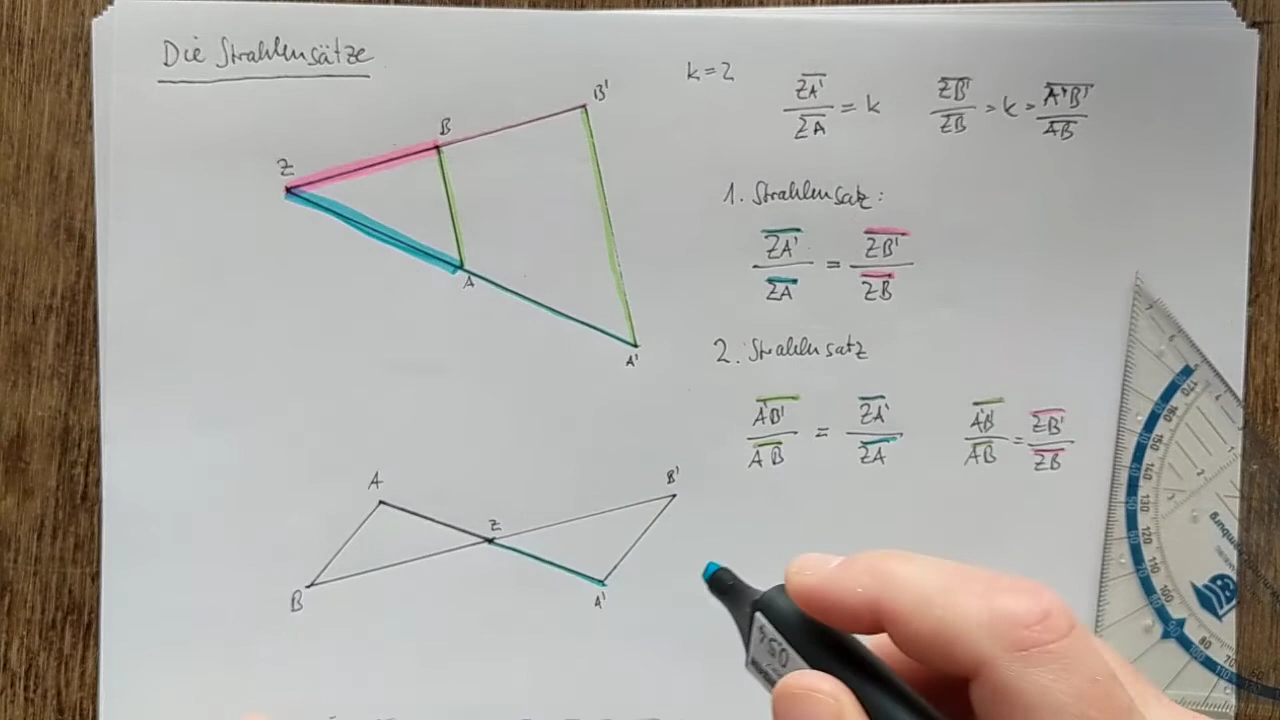 Die Strahlensätze
k=2
ZA'/ZA = k
ZB'/ZB = k = A'B'/AB
Z
B
B'
A
A'
1. Strahlensatz:
ZA'/ZA = ZB'/ZB
2. Strahlensatz
A'B'/AB = ZA'/ZA
A'B'/AB = ZB'/ZB
A
Z
B'
B
A'
450